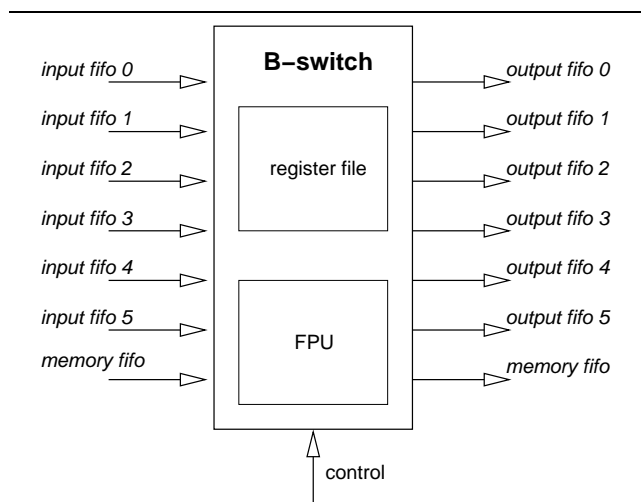 B–switch
input fifo 0
input fifo 1
input fifo 2
input fifo 3
input fifo 4
input fifo 5
memory fifo
register file
FPU
output fifo 0
output fifo 1
output fifo 2
output fifo 3
output fifo 4
output fifo 5
memory fifo
control